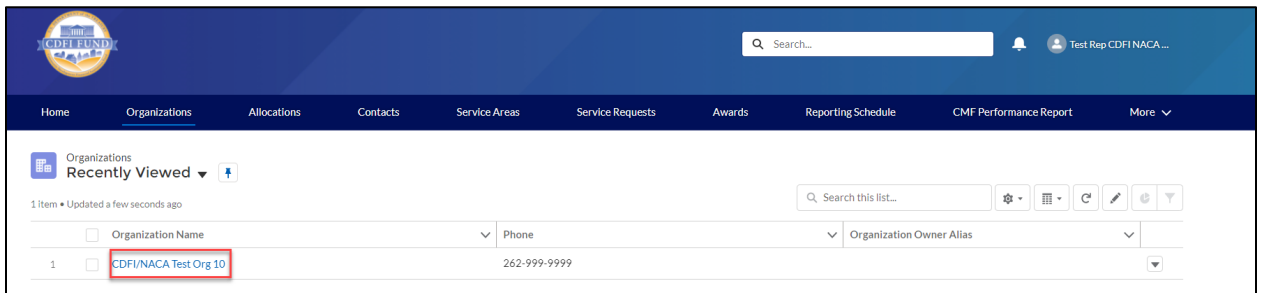 CDFI FUND
Search...
Test Rep CDFI NACA ...
Home Organizations Allocations Contacts Service Areas Service Requests Awards Reporting Schedule CMF Performance Report More
Organizations
Recently Viewed
1 item • Updated a few seconds ago
Search this list...
Organization Name Phone Organization Owner Alias
1 CDFI/NACA Test Org 10 262-999-9999